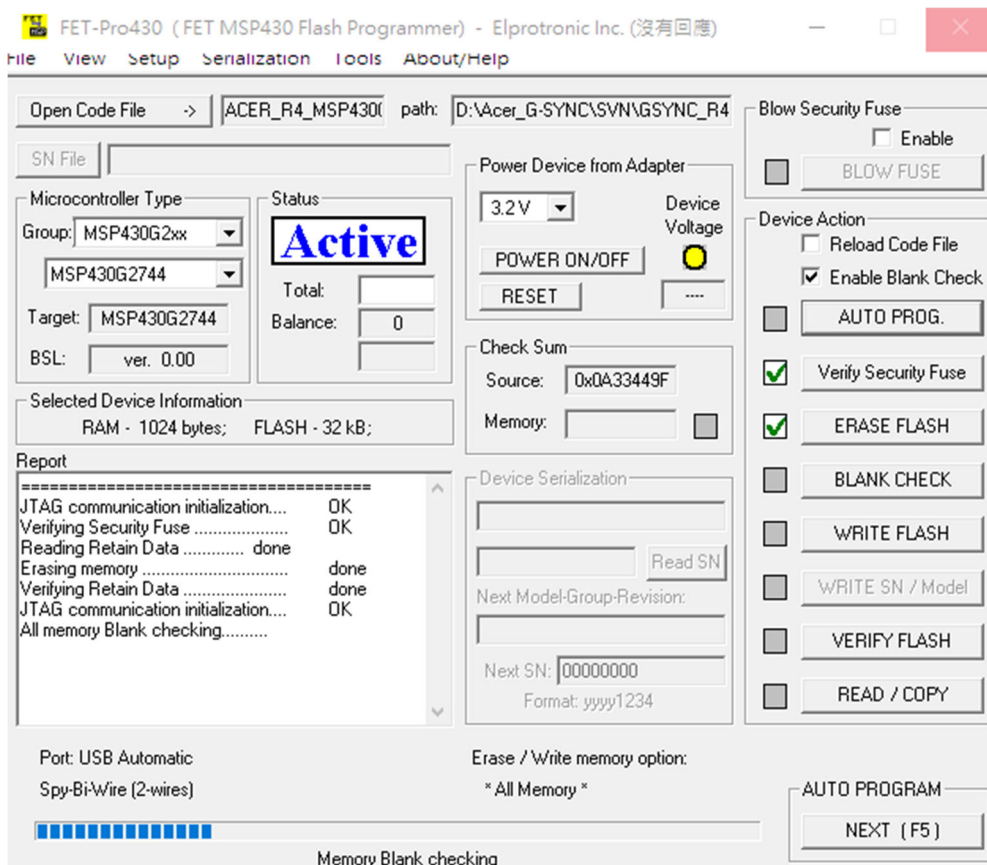 FET-Pro430 ( FET MSP430 Flash Programmer) - Elprotronic Inc. (沒有回應)
File View Setup Serialization Tools About/Help
Open Code File -> ACER_R4_MSP430( path: D:\Acer_G-SYNC\SVN\GSYNC_R4
SN File
Microcontroller Type
Group: MSP430G2xx
MSP430G2744
Target: MSP430G2744
BSL: ver. 0.00
Status
Active
Total:
Balance: 0
Selected Device Information
RAM - 1024 bytes; FLASH - 32 kB;
Power Device from Adapter
3.2 V
Device
Voltage
POWER ON/OFF
RESET
----
Check Sum
Source: 0x0A33449F
Memory:
Blow Security Fuse
Enable
BLOW FUSE
Device Action
Reload Code File
Enable Blank Check
AUTO PROG.
Verify Security Fuse
ERASE FLASH
BLANK CHECK
WRITE FLASH
WRITE SN / Model
VERIFY FLASH
READ / COPY
Report
=======================================
JTAG communication initialization.... OK
Verifying Security Fuse .................. OK
Reading Retain Data ............ done
Erasing memory ............................. done
Verifying Retain Data ..................... done
JTAG communication initialization.... OK
All memory Blank checking..........
Device Serialization
Read SN
Next Model-Group-Revision:
Next SN: 00000000
Format: yyyy1234
Port: USB Automatic
Spy-Bi-Wire (2-wires)
Erase / Write memory option:
* All Memory *
AUTO PROGRAM
NEXT ( F5 )
Memory Blank checking